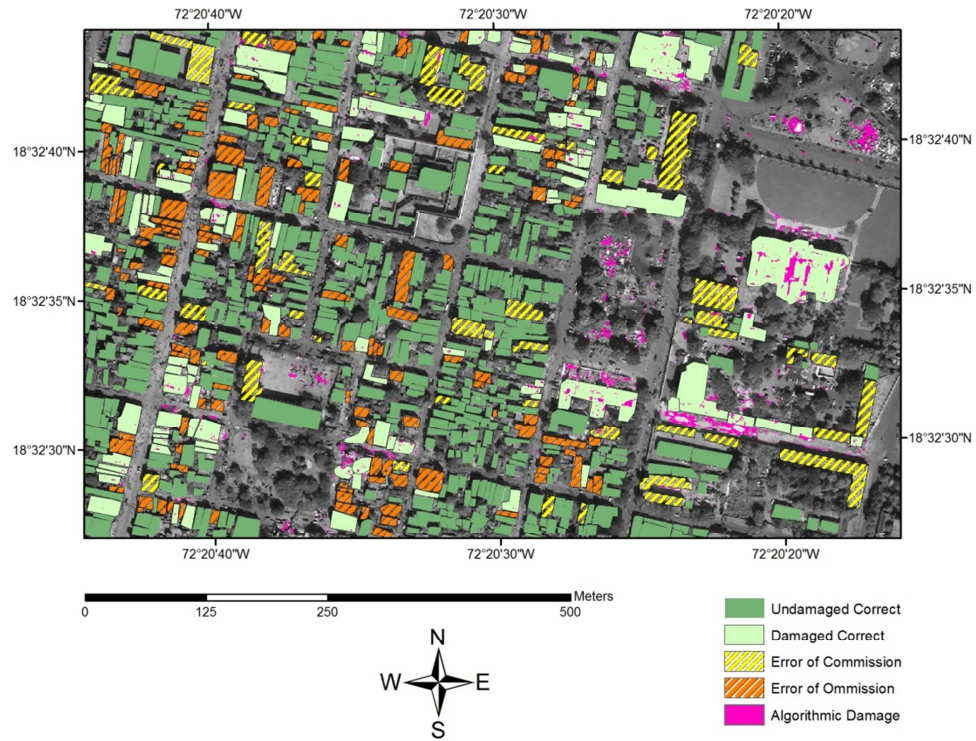 72°20'40"W 72°20'30"W 72°20'20"W
18°32'40"N 18°32'40"N
18°32'35"N 18°32'35"N
18°32'30"N 18°32'30"N
72°20'40"W 72°20'30"W 72°20'20"W
Meters
0 125 250 500
Undamaged Correct
Damaged Correct
Error of Commission
Error of Ommission
Algorithmic Damage
N
W E
S